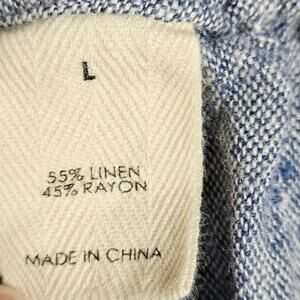 L
55% LINEN
45% RAYON
MADE IN CHINA